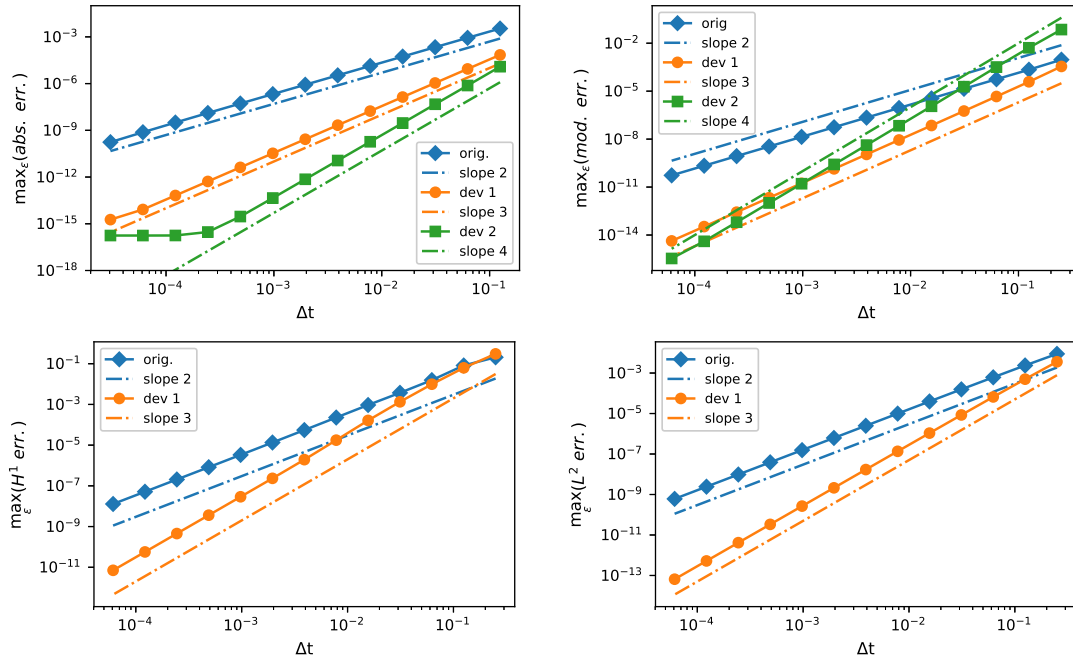 max_ε(abs. err.)
10^-3
10^-6
10^-9
10^-12
10^-15
10^-18
orig.
slope 2
dev 1
slope 3
dev 2
slope 4
10^-4
10^-3
10^-2
10^-1
Δt
max_ε(mod. err.)
10^-2
10^-5
10^-8
10^-11
10^-14
orig
slope 2
dev 1
slope 3
dev 2
slope 4
10^-4
10^-3
10^-2
10^-1
Δt
max_ε(H^1 err.)
10^-1
10^-3
10^-5
10^-7
10^-9
10^-11
orig.
slope 2
dev 1
slope 3
10^-4
10^-3
10^-2
10^-1
Δt
max_ε(L^2 err.)
10^-3
10^-5
10^-7
10^-9
10^-11
10^-13
orig.
slope 2
dev 1
slope 3
10^-4
10^-3
10^-2
10^-1
Δt